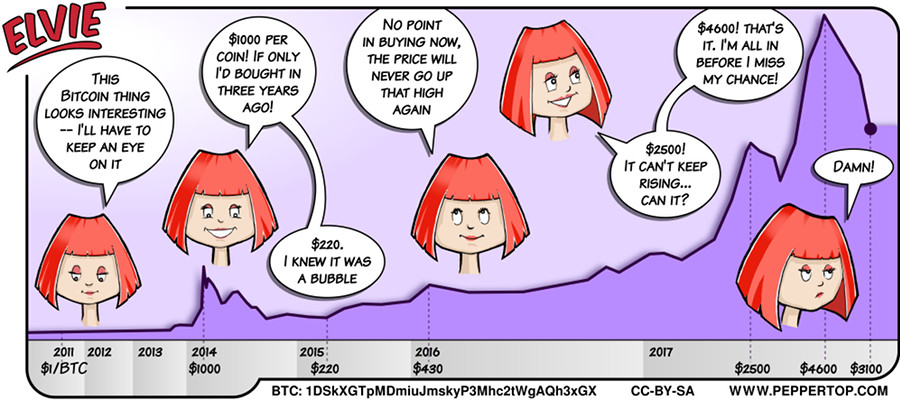 ELVIE
THIS
BITCOIN THING
LOOKS INTERESTING
-- I'LL HAVE TO
KEEP AN EYE
ON IT
$1000 PER
COIN! IF ONLY
I'D BOUGHT IN
THREE YEARS
AGO!
$220.
I KNEW IT WAS
A BUBBLE
NO POINT
IN BUYING NOW,
THE PRICE WILL
NEVER GO UP
THAT HIGH
AGAIN
$2500!
IT CAN'T KEEP
RISING...
CAN IT?
$4600! THAT'S
IT. I'M ALL IN
BEFORE I MISS
MY CHANCE!
DAMN!
2011 2012 2013 2014 2015 2016 2017
$1/BTC $1000 $220 $430 $2500 $4600 $3100
BTC: 1DSkXGTpMDmiuJmskyP3Mhc2tWgAQh3xGX CC-BY-SA WWW.PEPPERTOP.COM